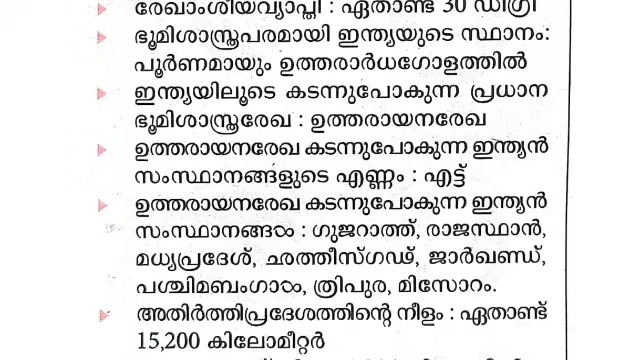 രേഖാംശീയവ്യാപ്തി : ഏതാണ്ട് 30 ഡിഗ്രി
ഭൂമിശാസ്ത്രപരമായി ഇന്ത്യയുടെ സ്ഥാനം:
പൂർണമായും ഉത്തരാർധഗോളത്തിൽ
ഇന്ത്യയിലൂടെ കടന്നുപോകുന്ന പ്രധാന
ഭൂമിശാസ്ത്രരേഖ : ഉത്തരായനരേഖ
ഉത്തരായനരേഖ കടന്നുപോകുന്ന ഇന്ത്യൻ
സംസ്ഥാനങ്ങളുടെ എണ്ണം : എട്ട്
ഉത്തരായനരേഖ കടന്നുപോകുന്ന ഇന്ത്യൻ
സംസ്ഥാനങ്ങൾ : ഗുജറാത്ത്, രാജസ്ഥാൻ,
മധ്യപ്രദേശ്, ഛത്തീസ്ഗഢ്, ജാർഖണ്ഡ്,
പശ്ചിമബംഗാൾ, ത്രിപുര, മിസോറം.
അതിർത്തിപ്രദേശത്തിന്റെ നീളം : ഏതാണ്ട്
15,200 കിലോമീറ്റർ